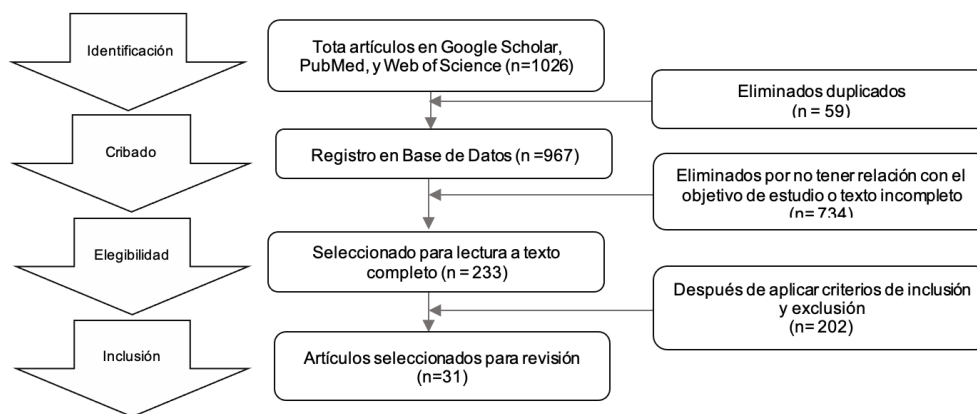 Identificación
Tota artículos en Google Scholar,
PubMed, y Web of Science (n=1026)
Eliminados duplicados
(n = 59)
Cribado
Registro en Base de Datos (n =967)
Eliminados por no tener relación con el
objetivo de estudio o texto incompleto
(n= 734)
Elegibilidad
Seleccionado para lectura a texto
completo (n = 233)
Después de aplicar criterios de inclusión
y exclusión
(n= 202)
Inclusión
Artículos seleccionados para revisión
(n=31)